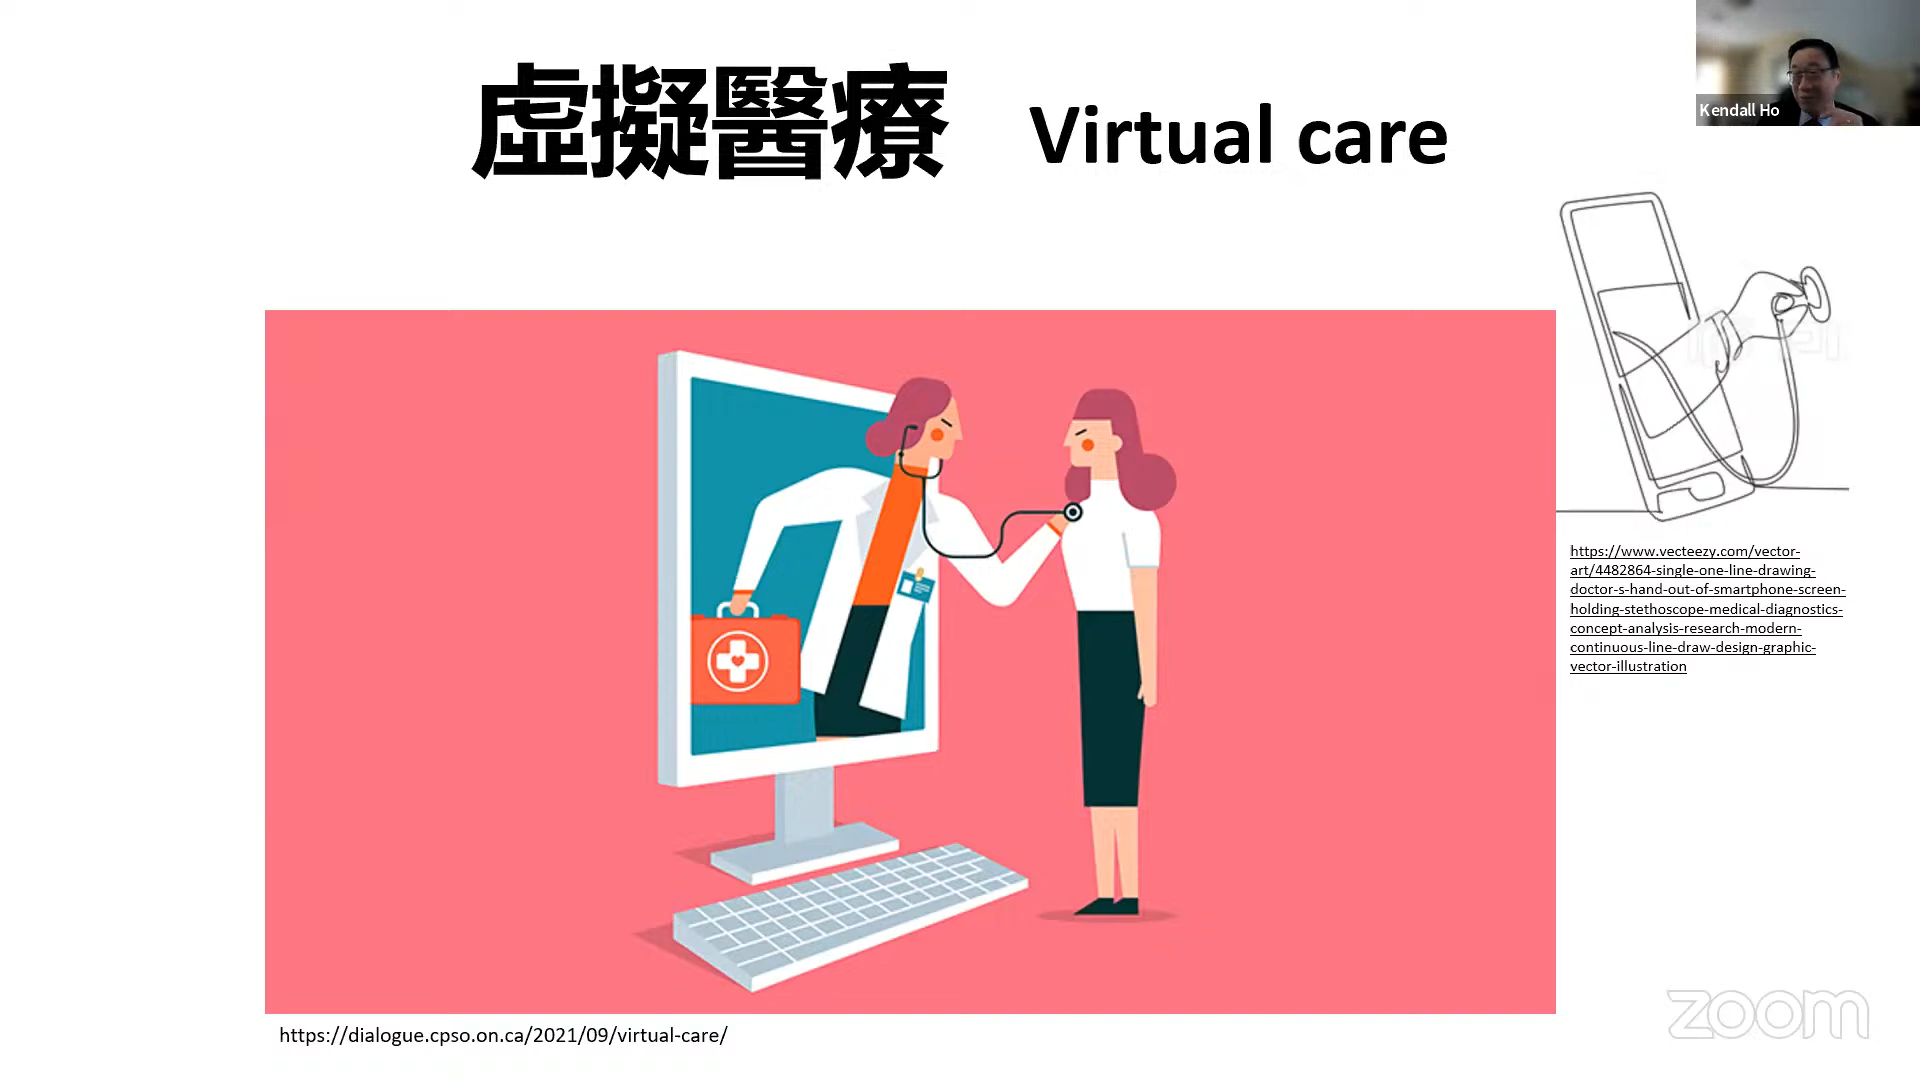 虛擬醫療 Virtual care
Kendall Ho
https://www.vecteezy.com/vector-
art/4482864-single-one-line-drawing-
doctor-s-hand-out-of-smartphone-screen-
holding-stethoscope-medical-diagnostics-
concept-analysis-research-modern-
continuous-line-draw-design-graphic-
vector-illustration
https://dialogue.cpso.on.ca/2021/09/virtual-care/
zoom